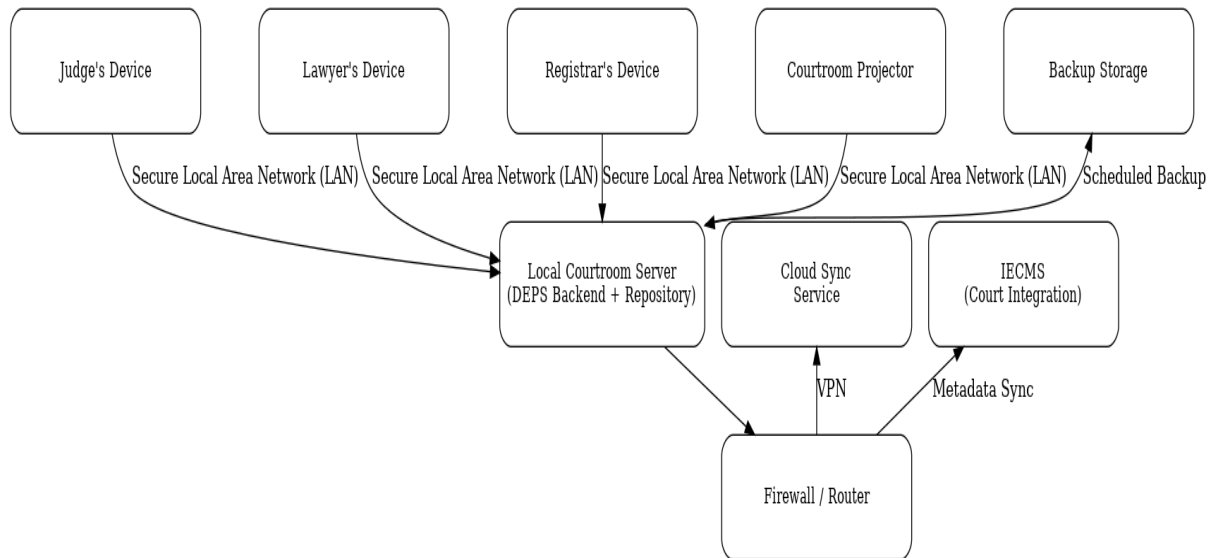 Judge's Device
Lawyer's Device
Registrar's Device
Courtroom Projector
Backup Storage
Secure Local Area Network (LAN)
Secure Local Area Network (LAN)
Secure Local Area Network (LAN)
Secure Local Area Network (LAN)
Scheduled Backup
Local Courtroom Server
(DEPS Backend + Repository)
Cloud Sync
Service
IECMS
(Court Integration)
VPN
Metadata Sync
Firewall / Router